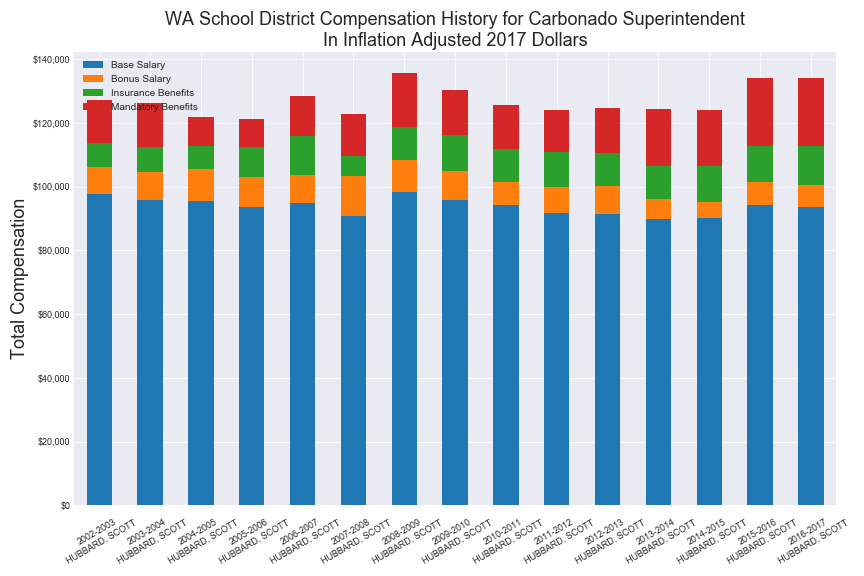 WA School District Compensation History for Carbonado Superintendent
In Inflation Adjusted 2017 Dollars
Total Compensation
$140,000
$120,000
$100,000
$80,000
$60,000
$40,000
$20,000
$0
Base Salary
Bonus Salary
Insurance Benefits
Mandatory Benefits
2002-2003
HUBBARD, SCOTT
2003-2004
HUBBARD, SCOTT
2004-2005
HUBBARD, SCOTT
2005-2006
HUBBARD, SCOTT
2006-2007
HUBBARD, SCOTT
2007-2008
HUBBARD, SCOTT
2008-2009
HUBBARD, SCOTT
2009-2010
HUBBARD, SCOTT
2010-2011
HUBBARD, SCOTT
2011-2012
HUBBARD, SCOTT
2012-2013
HUBBARD, SCOTT
2013-2014
HUBBARD, SCOTT
2014-2015
HUBBARD, SCOTT
2015-2016
HUBBARD, SCOTT
2016-2017
HUBBARD, SCOTT